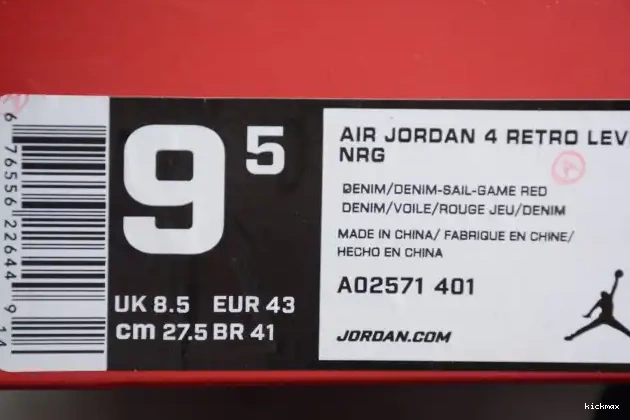 6 76556 22644 9 14
9 5
UK 8.5 EUR 43
cm 27.5 BR 41
AIR JORDAN 4 RETRO LEV
NRG
DENIM/DENIM-SAIL-GAME RED
DENIM/VOILE/ROUGE JEU/DENIM
MADE IN CHINA/ FABRIQUE EN CHINE/
HECHO EN CHINA
AO2571 401
JORDAN.COM
kickmax